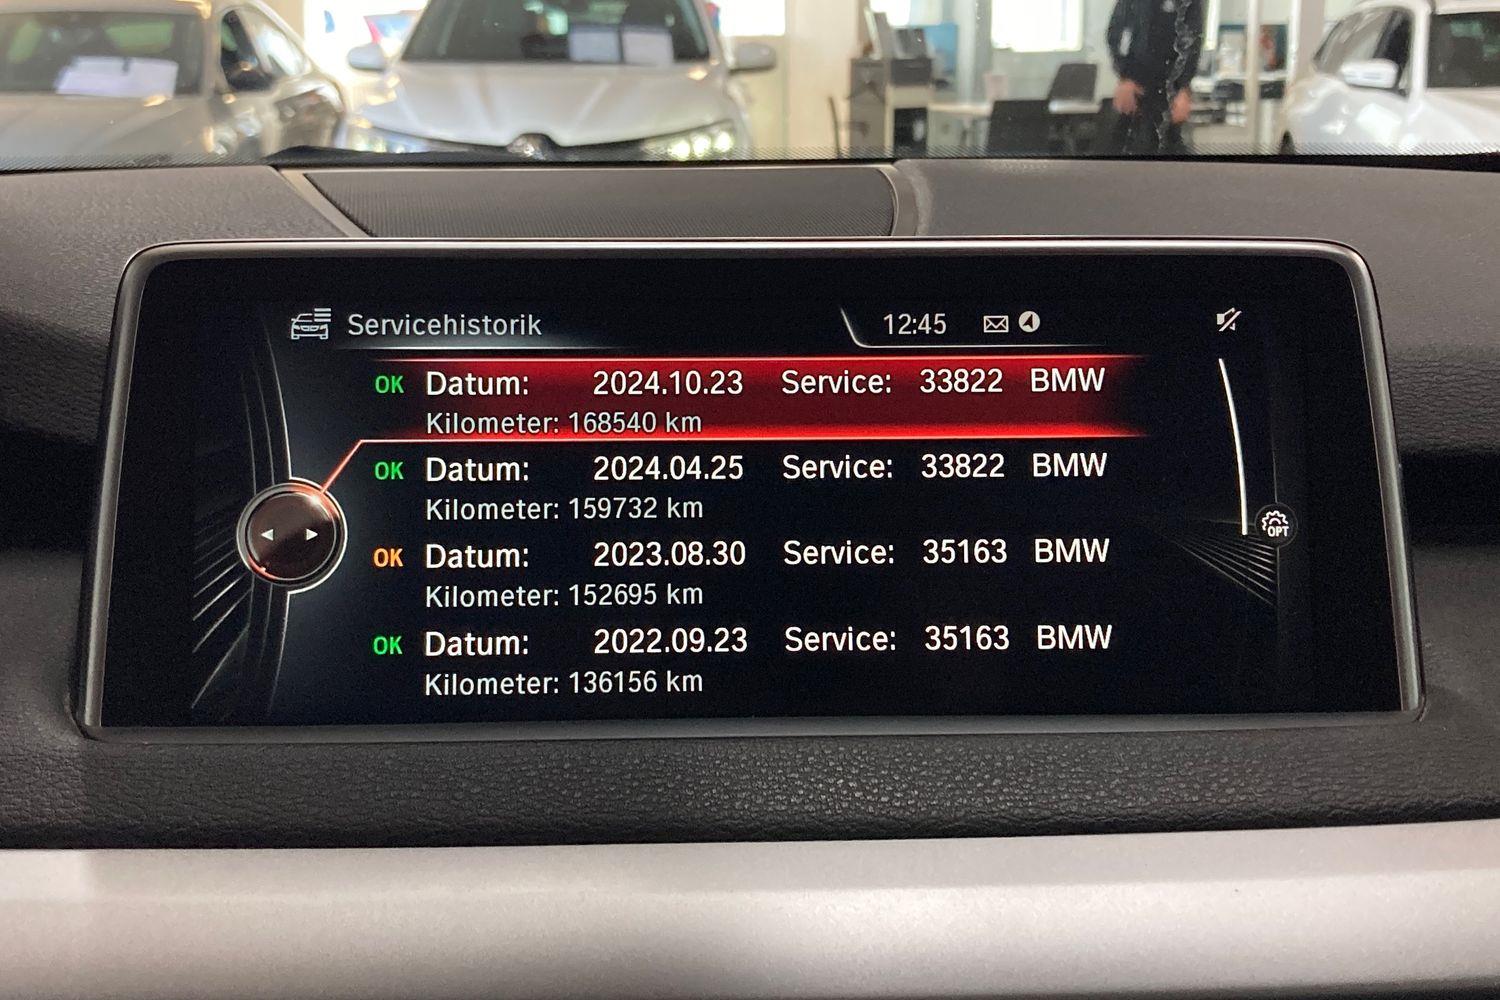 Servicehistorik 12:45
OK Datum: 2024.10.23 Service: 33822 BMW
Kilometer: 168540 km
OK Datum: 2024.04.25 Service: 33822 BMW
Kilometer: 159732 km
OK Datum: 2023.08.30 Service: 35163 BMW
Kilometer: 152695 km
OPT
OK Datum: 2022.09.23 Service: 35163 BMW
Kilometer: 136156 km